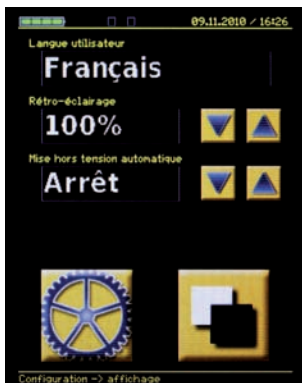 09.11.2010 / 16:26
Langue utilisateur
Français
Rétro-éclairage
100%
Mise hors tension automatique
Arrêt
Configuration -> affichage